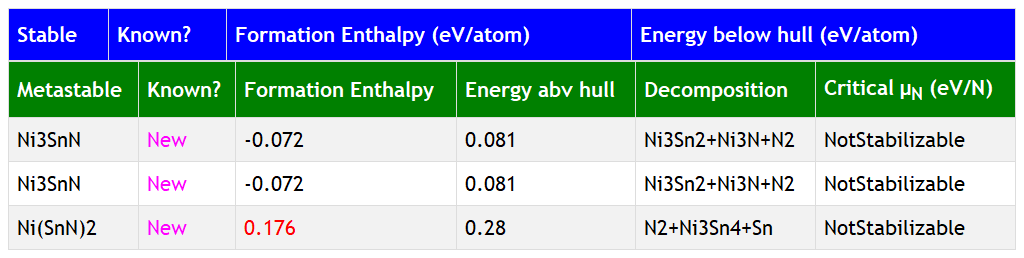 Stable Known? Formation Enthalpy (eV/atom) Energy below hull (eV/atom)
Metastable Known? Formation Enthalpy Energy abv hull Decomposition Critical μN (eV/N)
Ni3SnN New -0.072 0.081 Ni3Sn2+Ni3N+N2 NotStabilizable
Ni3SnN New -0.072 0.081 Ni3Sn2+Ni3N+N2 NotStabilizable
Ni(SnN)2 New 0.176 0.28 N2+Ni3Sn4+Sn NotStabilizable